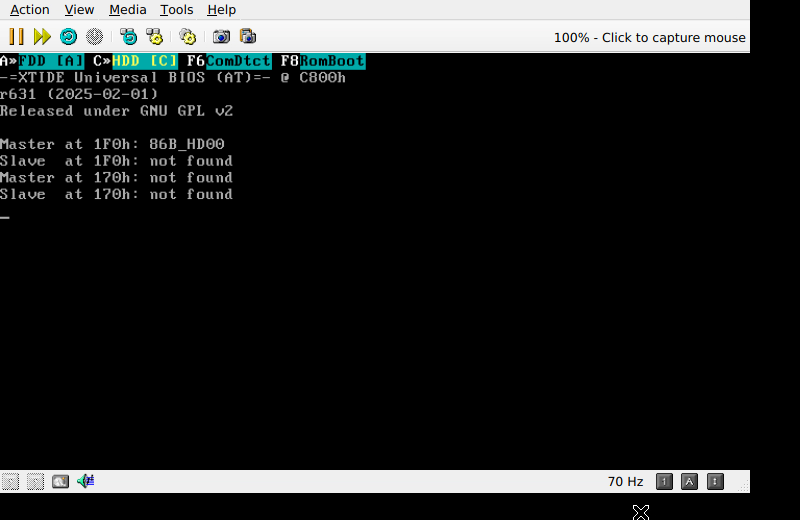 Action View Media Tools Help
100% - Click to capture mouse
A»FDD [A] C»HDD [C] F6ComDtct F8RomBoot
-=XTIDE Universal BIOS (AT)=- @ C800h
r631 (2025-02-01)
Released under GNU GPL v2
Master at 1F0h: 86B_HD00
Slave  at 1F0h: not found
Master at 170h: not found
Slave  at 170h: not found
_
70 Hz 1 A